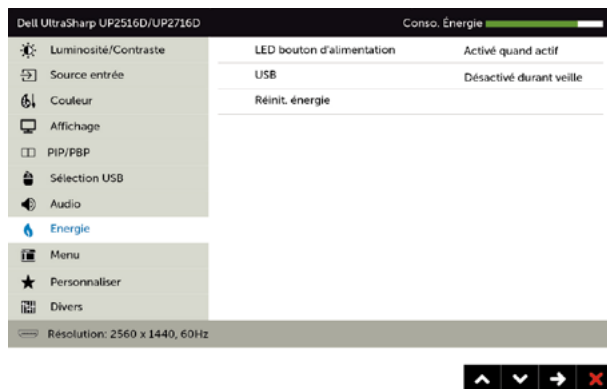 Dell UltraSharp UP2516D/UP2716D Conso. Énergie
Luminosité/Contraste LED bouton d'alimentation Activé quand actif
Source entrée USB Désactivé durant veille
Couleur Réinit. énergie
Affichage
PIP/PBP
Sélection USB
Audio
Energie
Menu
Personnaliser
Divers
Résolution: 2560 x 1440, 60Hz